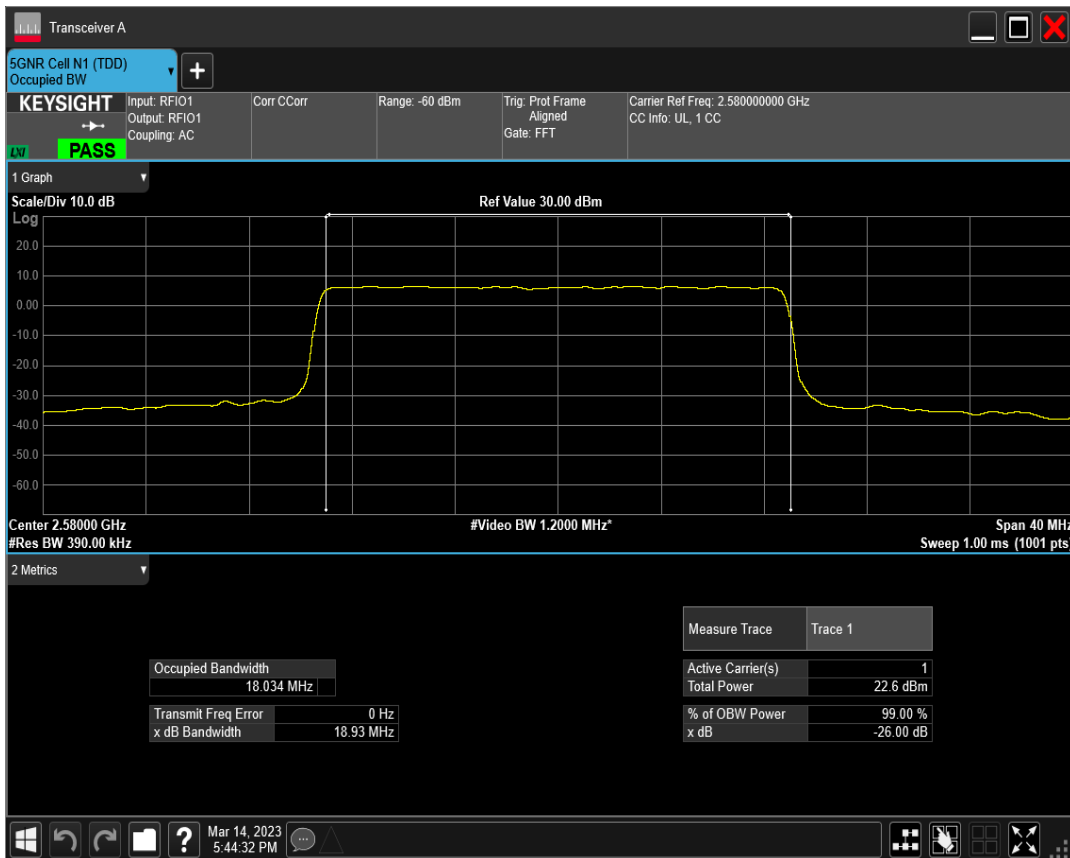 Transceiver A
5GNR Cell N1 (TDD)
Occupied BW
+
KEYSIGHT
LXI
PASS
Input: RFIO1
Output: RFIO1
Coupling: AC
Corr CCorr
Range: -60 dBm
Trig: Prot Frame
Aligned
Gate: FFT
Carrier Ref Freq: 2.580000000 GHz
CC Info: UL, 1 CC
1 Graph
Scale/Div 10.0 dB
Ref Value 30.00 dBm
Log
20.0
10.0
0.00
-10.0
-20.0
-30.0
-40.0
-50.0
-60.0
Center 2.58000 GHz
#Video BW 1.2000 MHz*
Span 40 MHz
#Res BW 390.00 kHz
Sweep 1.00 ms (1001 pts)
2 Metrics
Measure Trace Trace 1
Occupied Bandwidth
18.034 MHz
Active Carrier(s) 1
Total Power 22.6 dBm
Transmit Freq Error 0 Hz
x dB Bandwidth 18.93 MHz
% of OBW Power 99.00 %
x dB -26.00 dB
?
Mar 14, 2023
5:44:32 PM